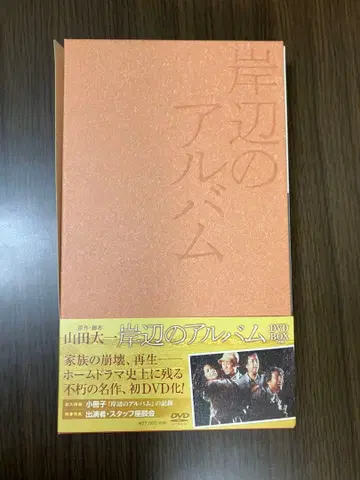 岸辺の
アルバム
原作・脚本
山田太一
岸辺のアルバム
DVD
BOX
家族の崩壊、再生――
ホームドラマ史上に残る
不朽の名作、初DVD化!
小冊子「岸辺のアルバム」の記録
出演者・スタッフ座談会
DVD